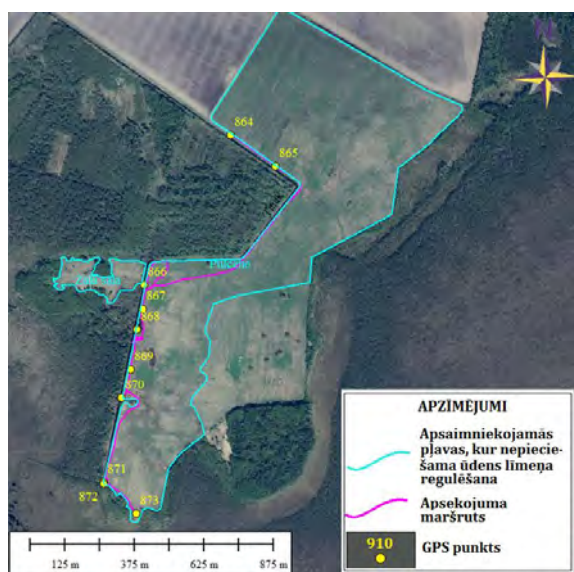 N
864
865
866
867
868
869
870
871
872
873
APZĪMĒJUMI
Apsaimniekojamās
pļavas, kur nepiecie-
šama ūdens līmeņa
regulēšana
Apsekojuma
maršruts
910
GPS punkts
125 m
375 m
625 m
875 m